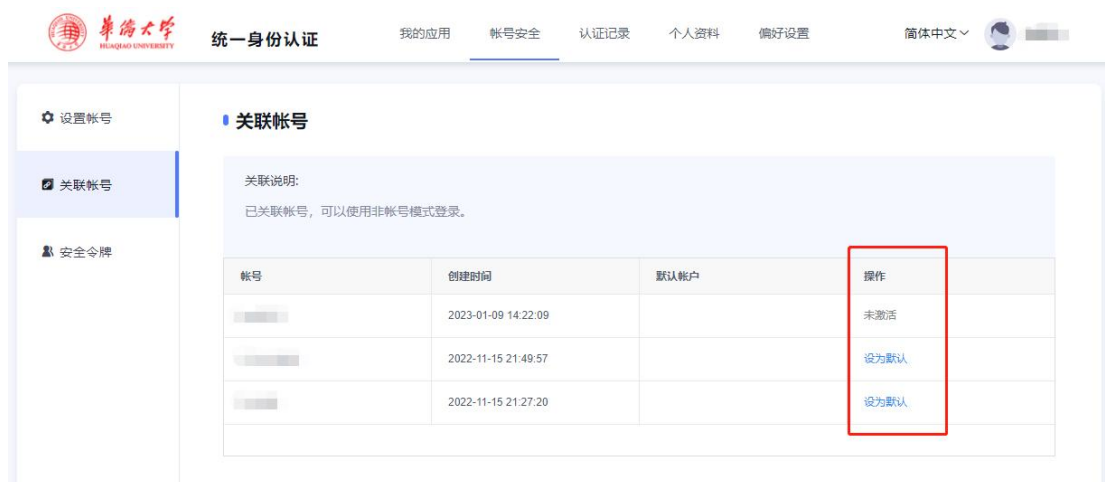 華僑大學
HUAQIAO UNIVERSITY
统一身份认证
我的应用 帐号安全 认证记录 个人资料 偏好设置
简体中文
设置帐号
关联帐号
安全令牌
关联帐号
关联说明:
已关联帐号，可以使用非帐号模式登录。
帐号 创建时间 默认帐户 操作
2023-01-09 14:22:09 未激活
2022-11-15 21:49:57 设为默认
2022-11-15 21:27:20 设为默认